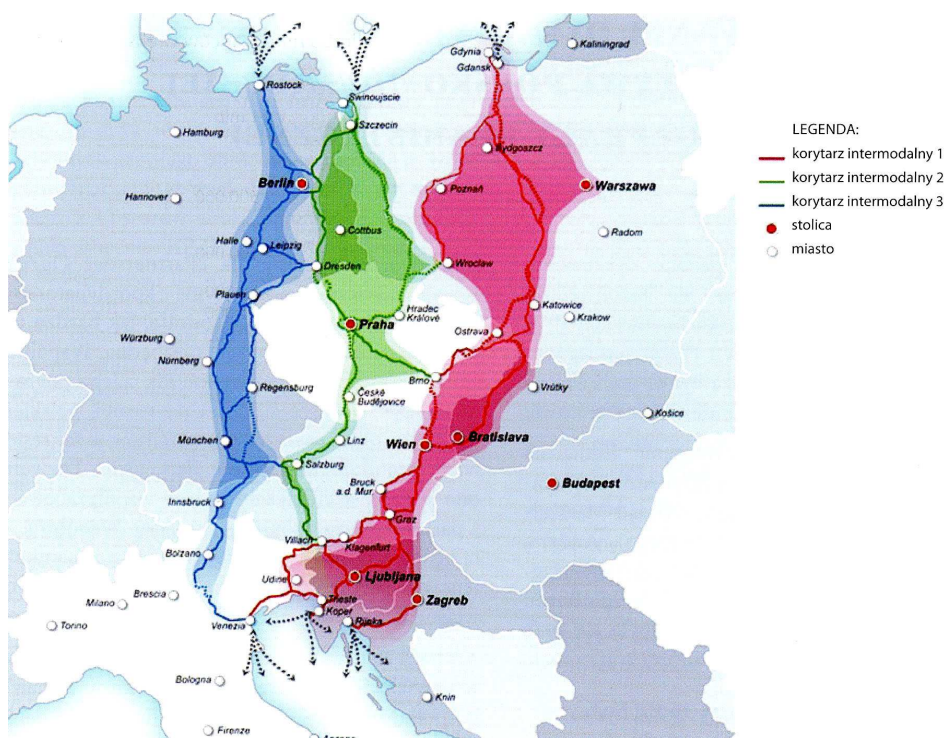 Gdynia
Kaliningrad
Gdansk
Rostock
Swinoujscie
Szczecin
Hamburg
Bydgoszcz
Berlin
Poznań
Warszawa
Hannover
Radom
Cottbus
Halle
Leipzig
Dresden
Wroclaw
Plauen
Katowice
Hradec
Králové
Krakow
Praha
Ostrava
Würzburg
Nürnberg
Brno
Vrútky
Regensburg
České
Budějovice
Košice
München
Linz
Wien
Bratislava
Salzburg
Bruck
a.d. Mur.
Budapest
Innsbruck
Graz
Villach
Klagenfurt
Bolzano
Udine
Ljubljana
Brescia
Milano
Trieste
Zagreb
Koper
Torino
Venezia
Rijeka
Bologna
Knin
Firenze
LEGENDA:
korytarz intermodalny 1
korytarz intermodalny 2
korytarz intermodalny 3
stolica
miasto